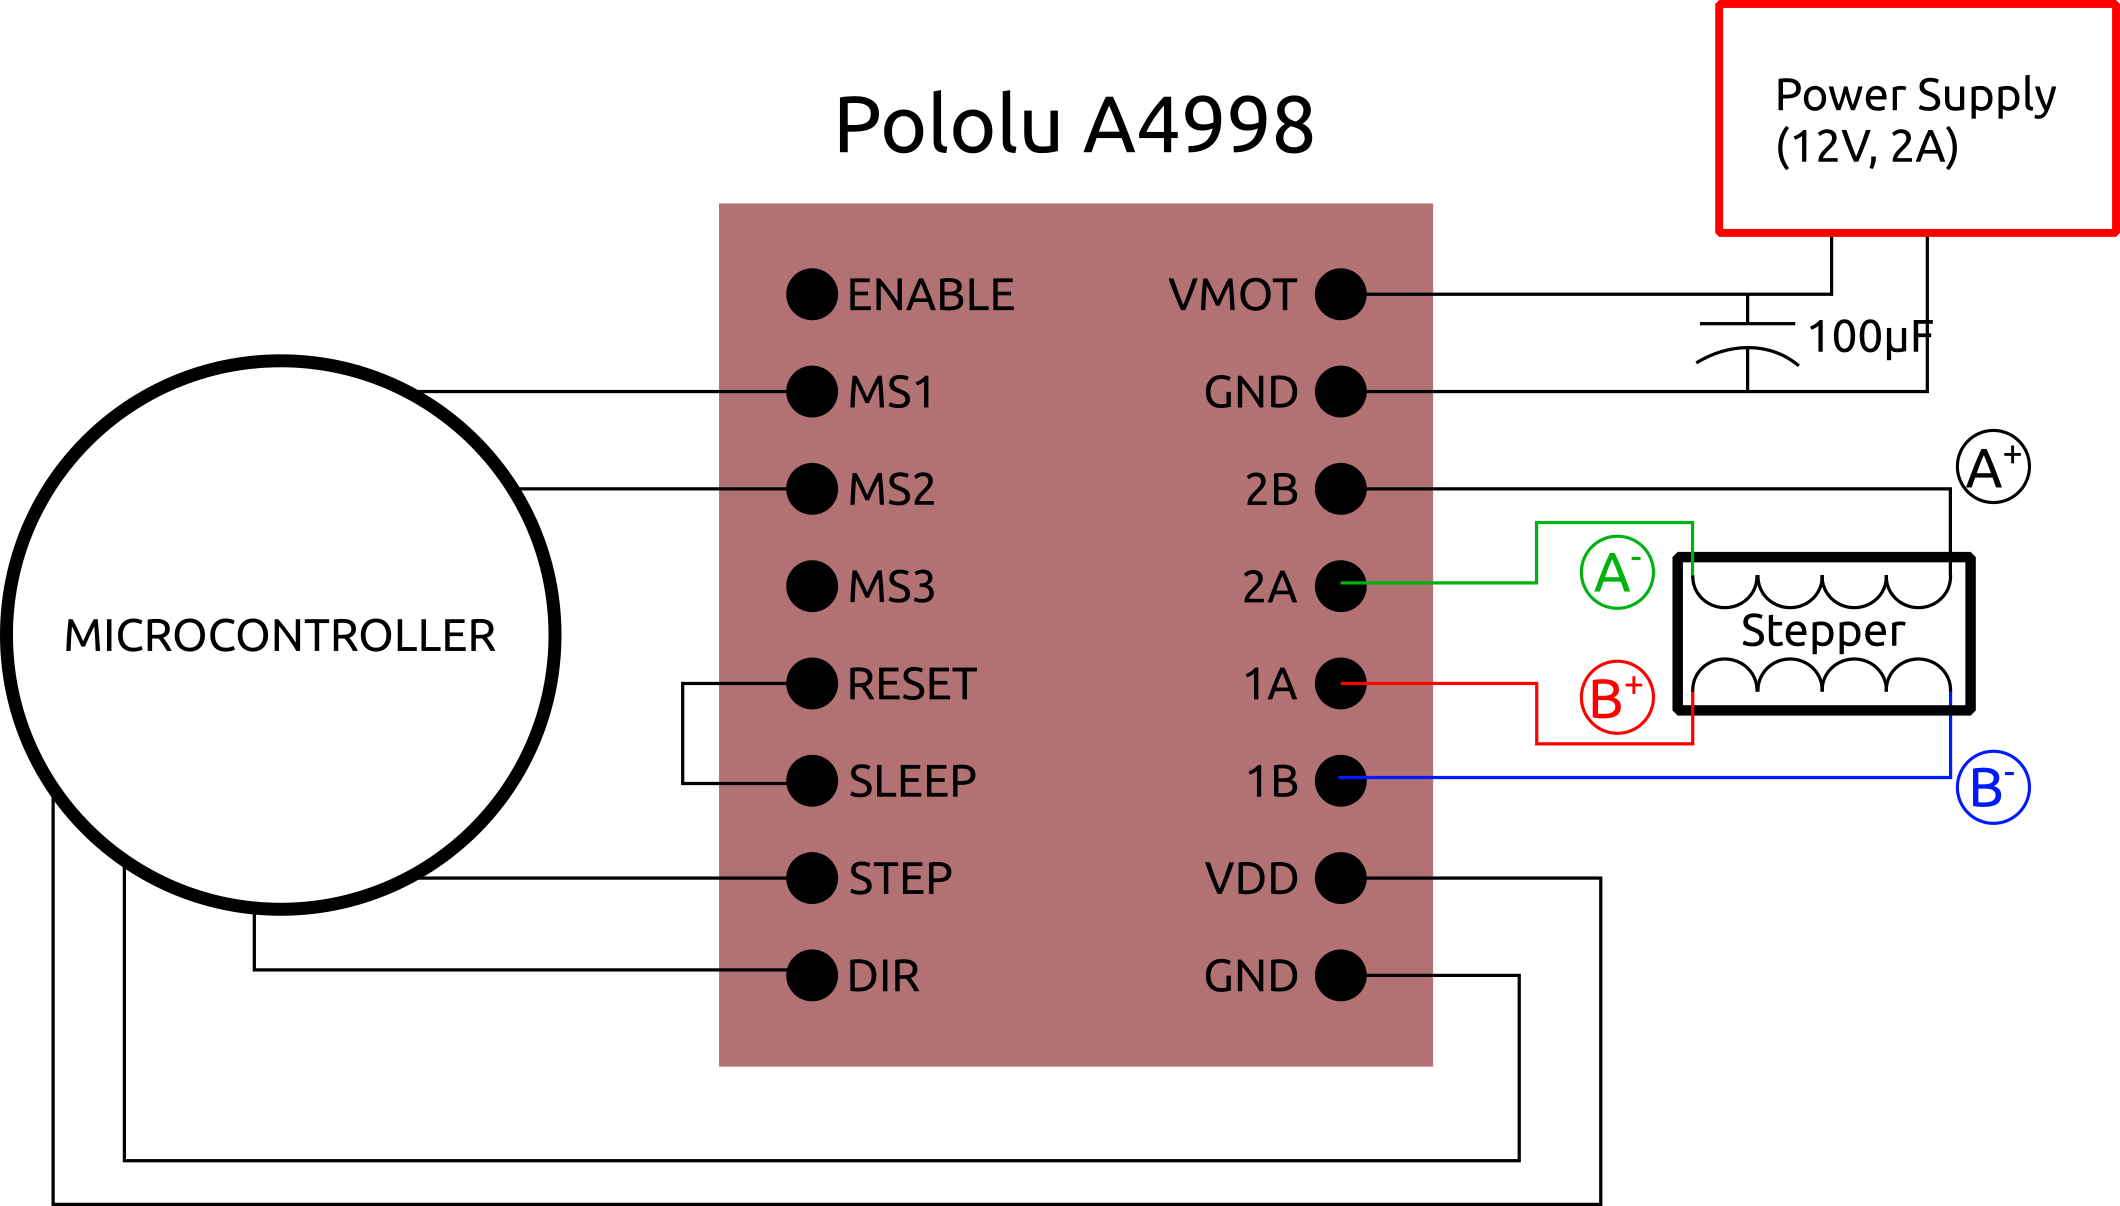 Pololu A4998
Power Supply
(12V, 2A)
ENABLE
VMOT
100µF
MS1
GND
MS2
2B
A+
MS3
2A
A-
MICROCONTROLLER
Stepper
RESET
1A
B+
SLEEP
1B
B-
STEP
VDD
DIR
GND